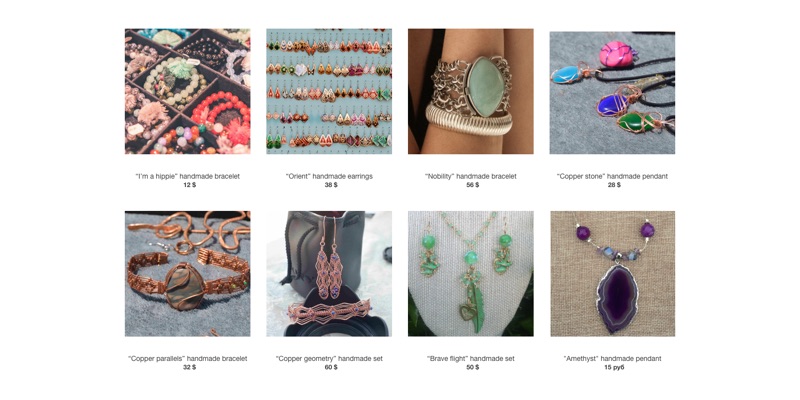 “I’m a hippie” handmade bracelet
12 $
“Orient” handmade earrings
38 $
“Nobility” handmade bracelet
56 $
“Copper stone” handmade pendant
28 $
“Copper parallels” handmade bracelet
32 $
“Copper geometry” handmade set
60 $
“Brave flight” handmade set
50 $
“Amethyst” handmade pendant
15 руб